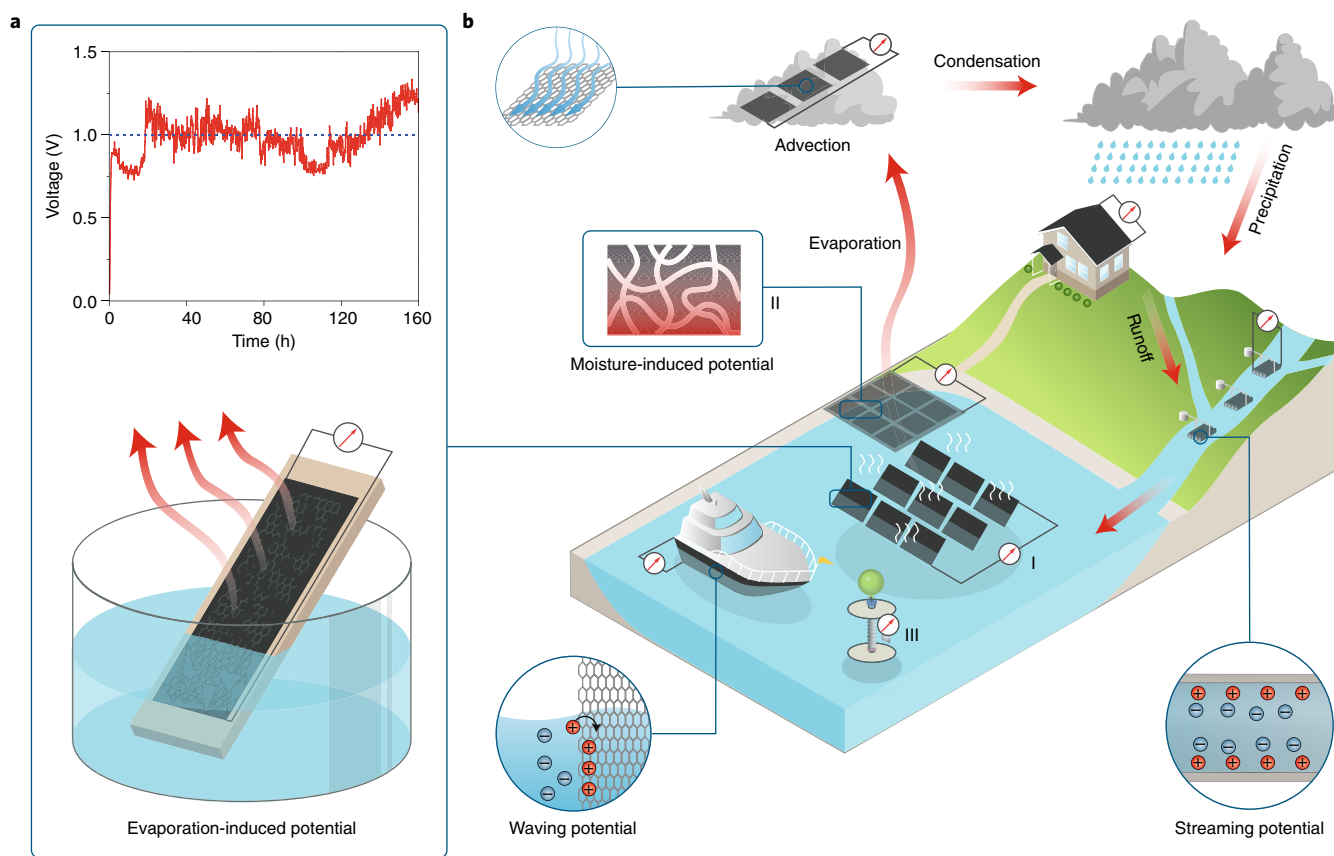 a
1.5
1.0
0.5
0.0
Voltage (V)
0
40
80
120
160
Time (h)
Evaporation-induced potential
b
Advection
Condensation
Precipitation
Evaporation
II
Moisture-induced potential
Runoff
I
III
+
+
+
+
–
–
–
–
–
Waving potential
+ + + +
– – – –
– – – –
+ + + +
Streaming potential